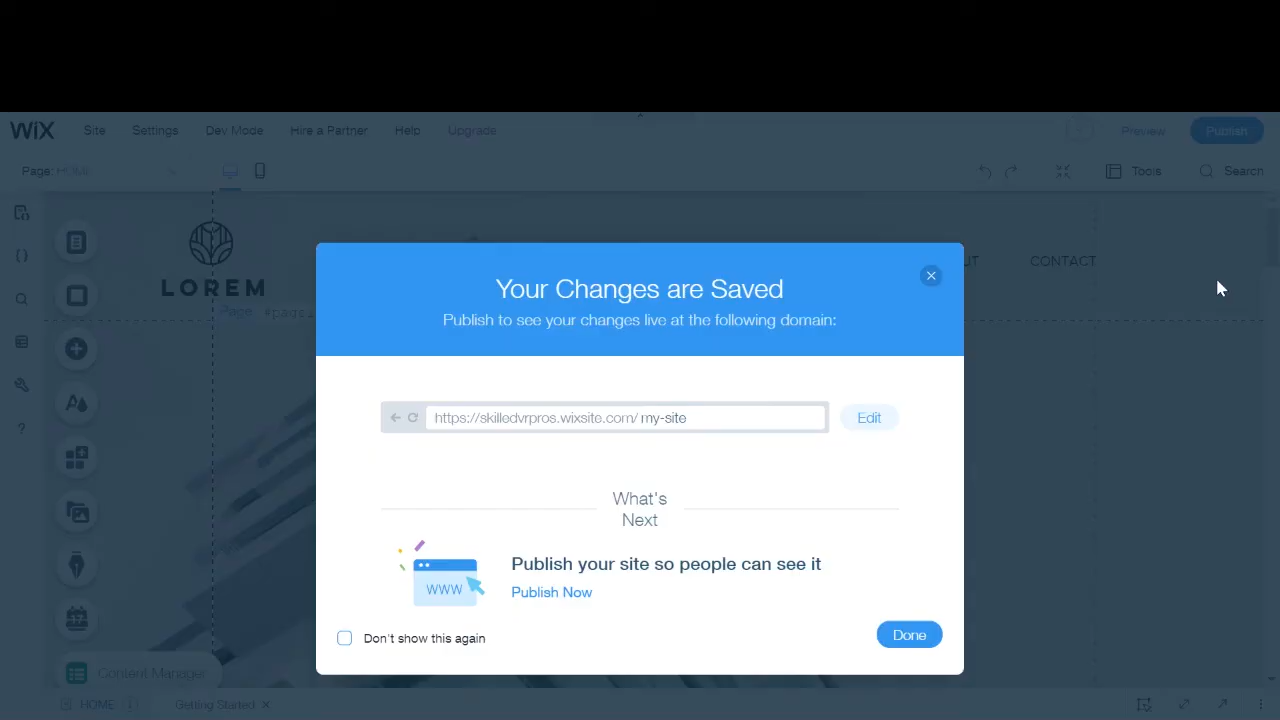 WiX Site Settings Dev Mode Hire a Partner Help Upgrade Preview Publish
Page: HOME Tools Search
LOREM
CONTACT
Page #page1
Your Changes are Saved
Publish to see your changes live at the following domain:
https://skilledvrpros.wixsite.com/ my-site Edit
What's
Next
Publish your site so people can see it
WWW
Publish Now
Don't show this again
Done
Content Manager
HOME Getting Started